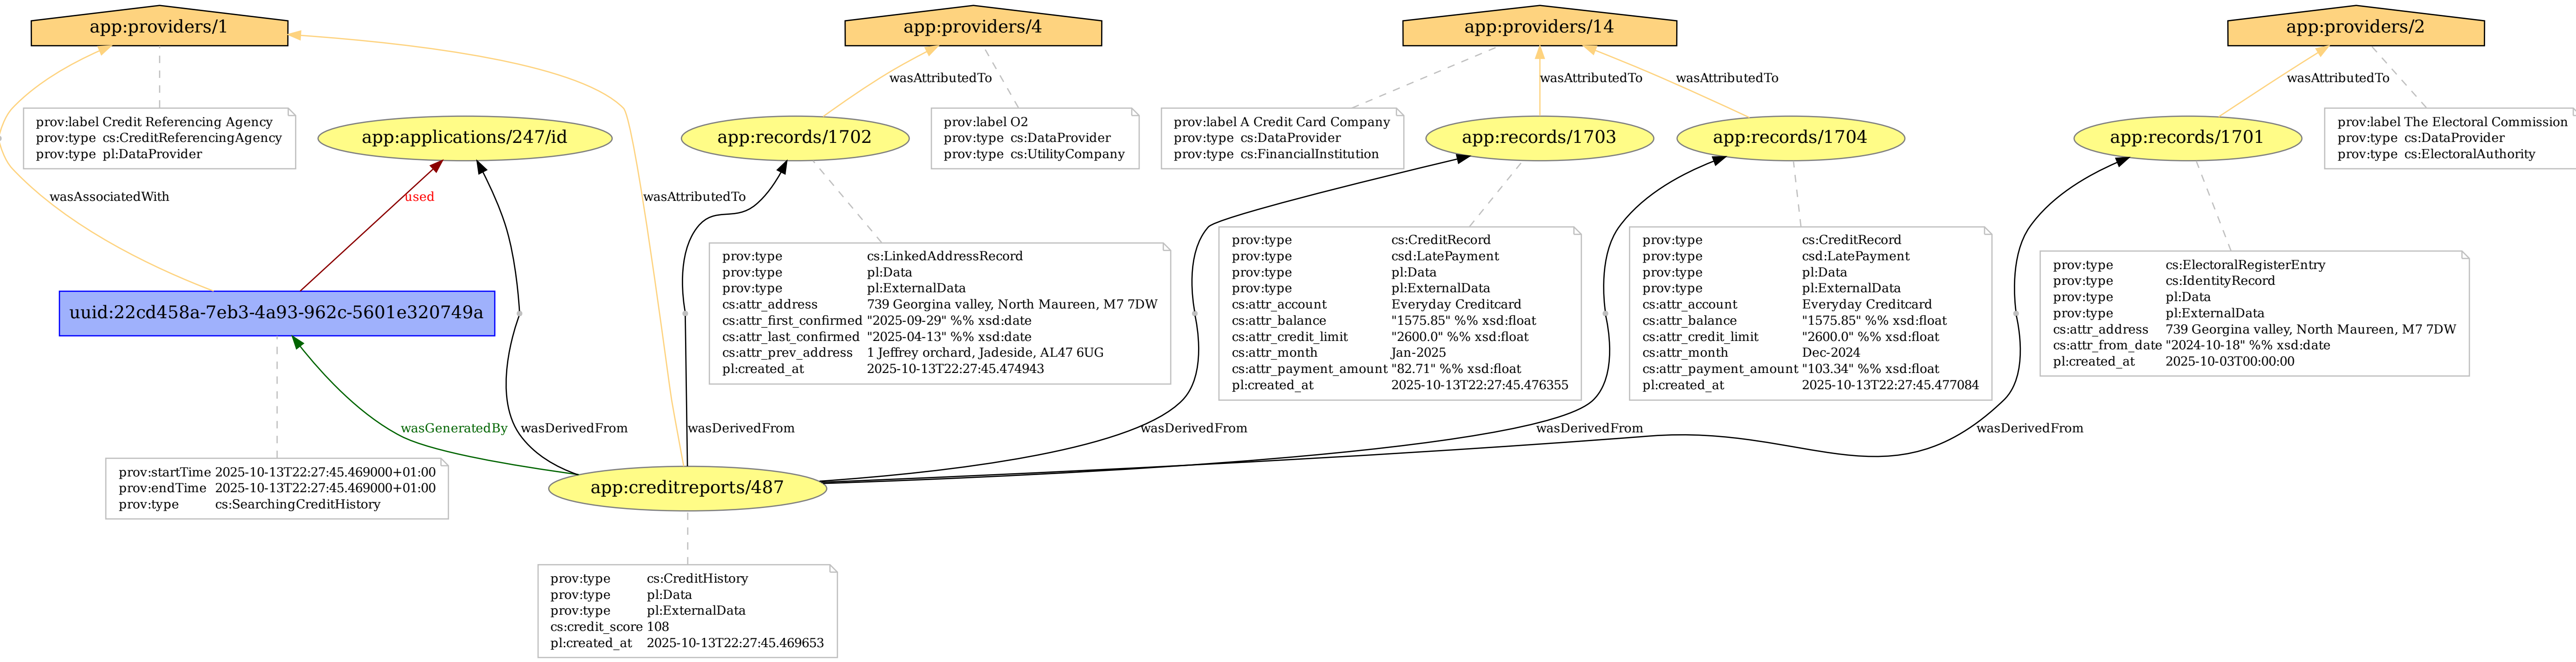 app:providers/1
app:providers/4
app:providers/14
app:providers/2
wasAttributedTo
wasAttributedTo
wasAttributedTo
wasAttributedTo
prov:label Credit Referencing Agency
prov:type cs:CreditReferencingAgency
prov:type pl:DataProvider
app:applications/247/id
app:records/1702
prov:label O2
prov:type cs:DataProvider
prov:type cs:UtilityCompany
prov:label A Credit Card Company
prov:type cs:DataProvider
prov:type cs:FinancialInstitution
app:records/1703
app:records/1704
app:records/1701
prov:label The Electoral Commission
prov:type cs:DataProvider
prov:type cs:ElectoralAuthority
wasAssociatedWith
used
wasAttributedTo
uuid:22cd458a-7eb3-4a93-962c-5601e320749a
prov:type cs:LinkedAddressRecord
prov:type pl:Data
prov:type pl:ExternalData
cs:attr_address 739 Georgina valley, North Maureen, M7 7DW
cs:attr_first_confirmed "2025-09-29" %% xsd:date
cs:attr_last_confirmed "2025-04-13" %% xsd:date
cs:attr_prev_address 1 Jeffrey orchard, Jadeside, AL47 6UG
pl:created_at 2025-10-13T22:27:45.474943
prov:type cs:CreditRecord
prov:type csd:LatePayment
prov:type pl:Data
prov:type pl:ExternalData
cs:attr_account Everyday Creditcard
cs:attr_balance "1575.85" %% xsd:float
cs:attr_credit_limit "2600.0" %% xsd:float
cs:attr_month Jan-2025
cs:attr_payment_amount "82.71" %% xsd:float
pl:created_at 2025-10-13T22:27:45.476355
prov:type cs:CreditRecord
prov:type csd:LatePayment
prov:type pl:Data
prov:type pl:ExternalData
cs:attr_account Everyday Creditcard
cs:attr_balance "1575.85" %% xsd:float
cs:attr_credit_limit "2600.0" %% xsd:float
cs:attr_month Dec-2024
cs:attr_payment_amount "103.34" %% xsd:float
pl:created_at 2025-10-13T22:27:45.477084
prov:type cs:ElectoralRegisterEntry
prov:type cs:IdentityRecord
prov:type pl:Data
prov:type pl:ExternalData
cs:attr_address 739 Georgina valley, North Maureen, M7 7DW
cs:attr_from_date "2024-10-18" %% xsd:date
pl:created_at 2025-10-03T00:00:00
wasGeneratedBy
wasDerivedFrom
wasDerivedFrom
wasDerivedFrom
wasDerivedFrom
wasDerivedFrom
prov:startTime 2025-10-13T22:27:45.469000+01:00
prov:endTime 2025-10-13T22:27:45.469000+01:00
prov:type cs:SearchingCreditHistory
app:creditreports/487
prov:type cs:CreditHistory
prov:type pl:Data
prov:type pl:ExternalData
cs:credit_score 108
pl:created_at 2025-10-13T22:27:45.469653